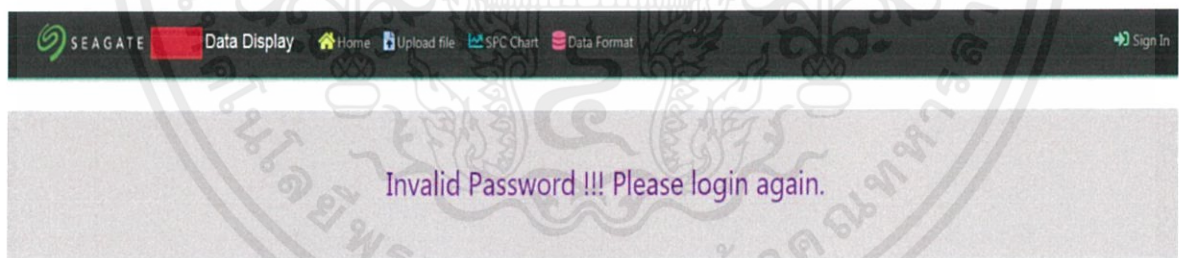 SEAGATE Data Display Home Upload file SPC Chart Data Format Sign In
Invalid Password !!! Please login again.